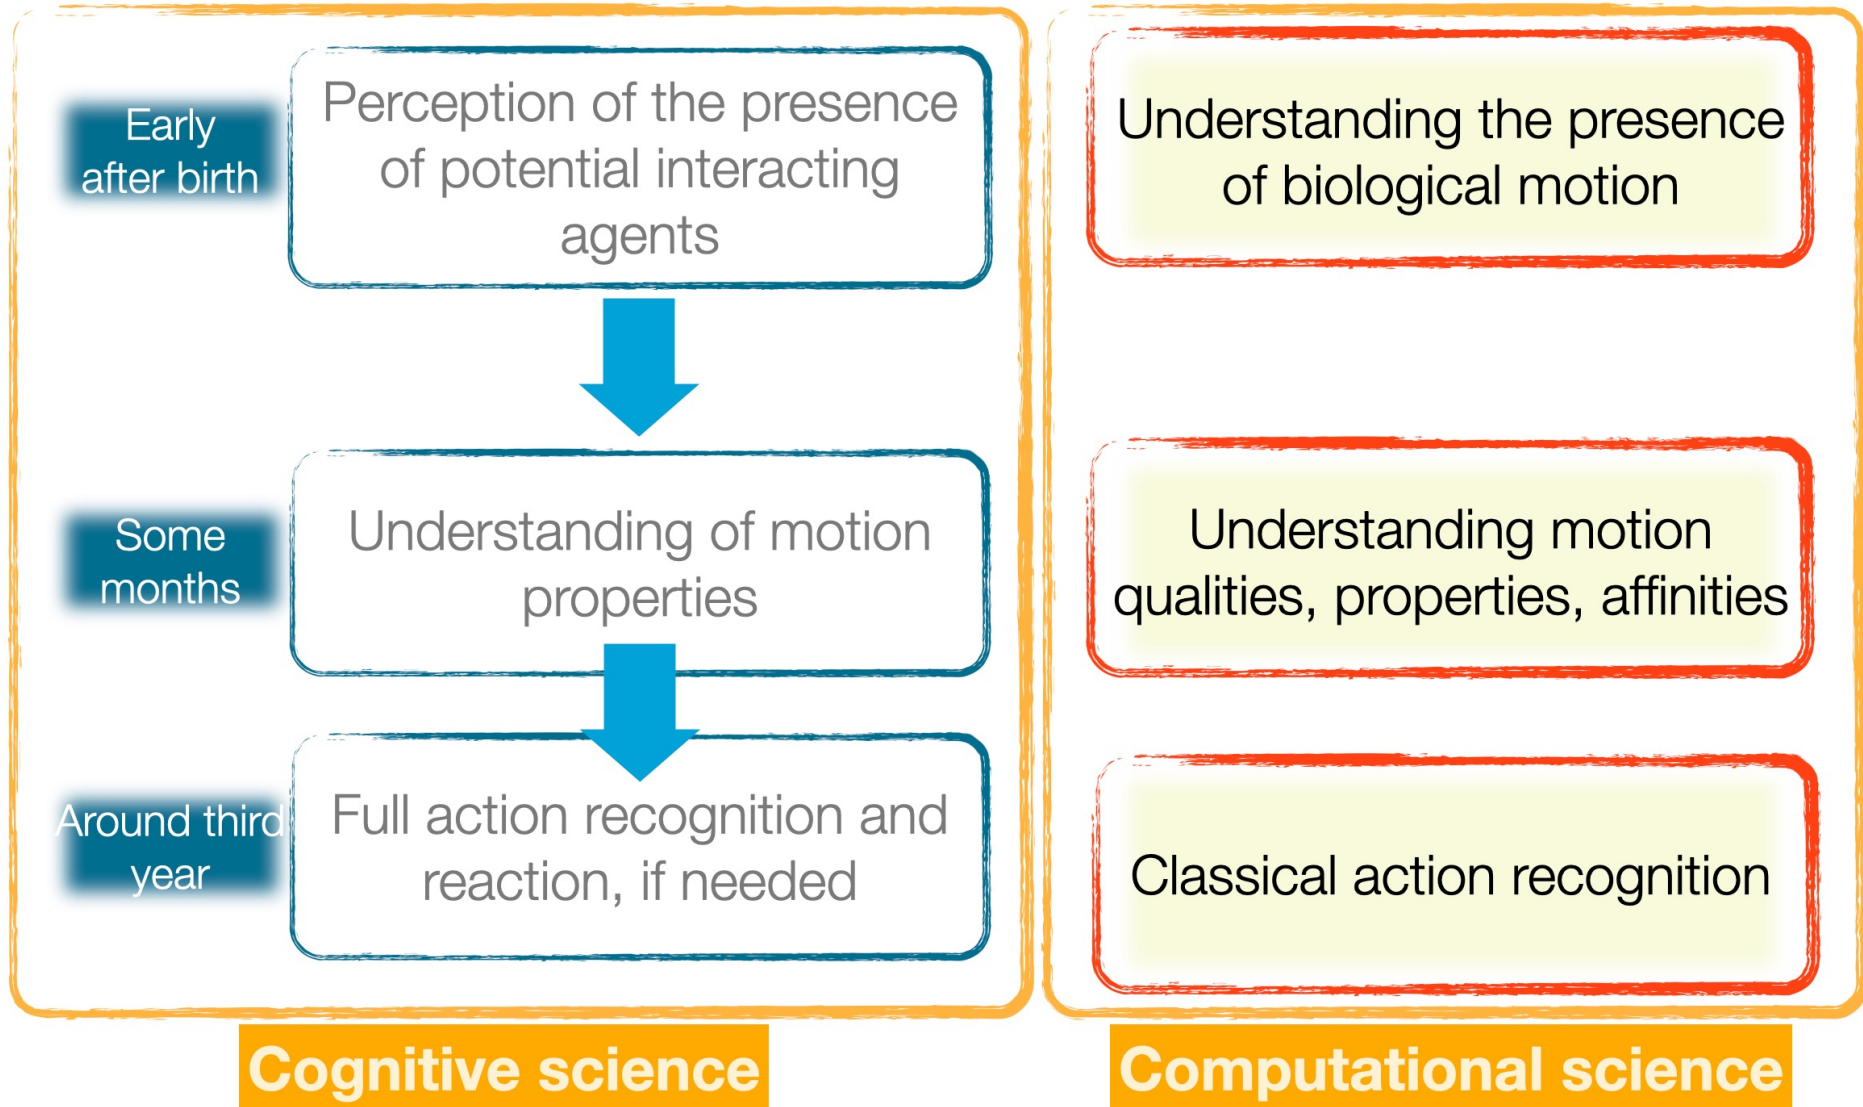 Early
after birth
Perception of the presence
of potential interacting
agents
Understanding the presence
of biological motion
Some
months
Understanding of motion
properties
Understanding motion
qualities, properties, affinities
Around third
year
Full action recognition and
reaction, if needed
Classical action recognition
Cognitive science
Computational science